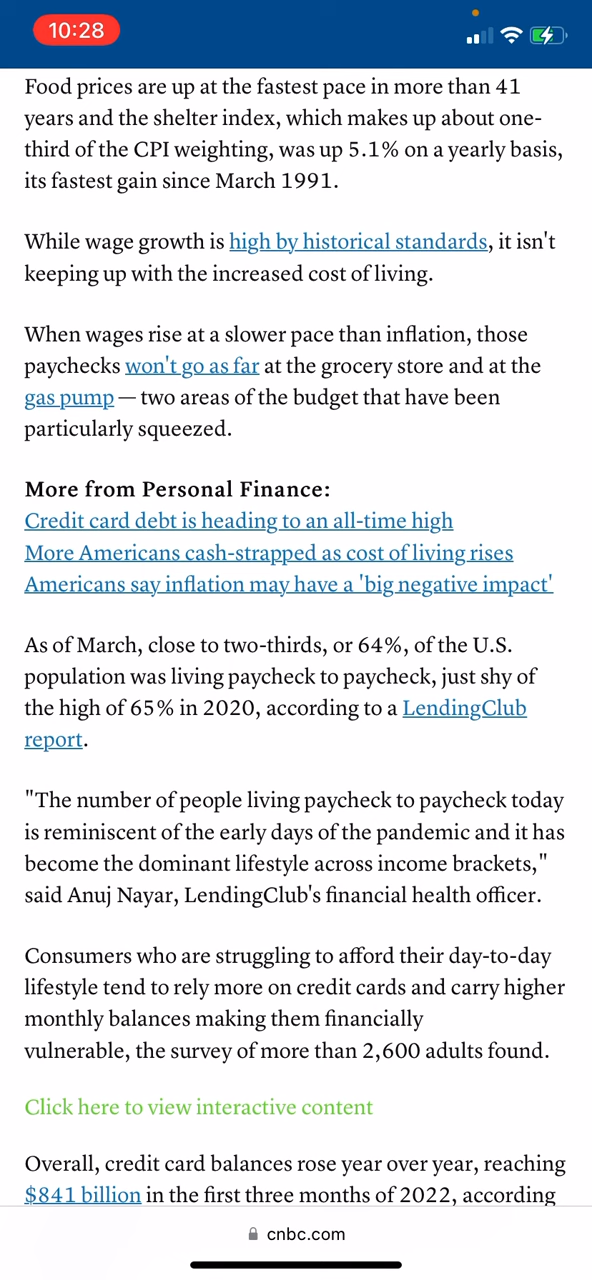 10:28
Food prices are up at the fastest pace in more than 41
years and the shelter index, which makes up about one-
third of the CPI weighting, was up 5.1% on a yearly basis,
its fastest gain since March 1991.
While wage growth is high by historical standards, it isn't
keeping up with the increased cost of living.
When wages rise at a slower pace than inflation, those
paychecks won't go as far at the grocery store and at the
gas pump — two areas of the budget that have been
particularly squeezed.
More from Personal Finance:
Credit card debt is heading to an all-time high
More Americans cash-strapped as cost of living rises
Americans say inflation may have a 'big negative impact'
As of March, close to two-thirds, or 64%, of the U.S.
population was living paycheck to paycheck, just shy of
the high of 65% in 2020, according to a LendingClub
report.
"The number of people living paycheck to paycheck today
is reminiscent of the early days of the pandemic and it has
become the dominant lifestyle across income brackets,"
said Anuj Nayar, LendingClub's financial health officer.
Consumers who are struggling to afford their day-to-day
lifestyle tend to rely more on credit cards and carry higher
monthly balances making them financially
vulnerable, the survey of more than 2,600 adults found.
Click here to view interactive content
Overall, credit card balances rose year over year, reaching
$841 billion in the first three months of 2022, according
cnbc.com